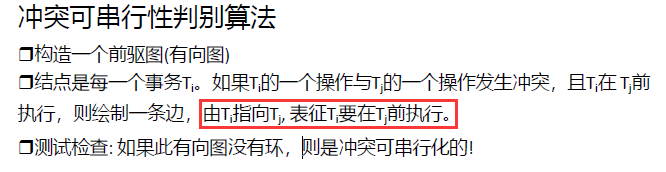 冲突可串行性判别算法
❒构造一个前驱图(有向图)
❒结点是每一个事务Ti。如果Ti的一个操作与Tj的一个操作发生冲突，且Ti在 Tj前
执行，则绘制一条边，由Ti指向Tj, 表征Ti要在Tj前执行。
❒测试检查: 如果此有向图没有环，则是冲突可串行化的!